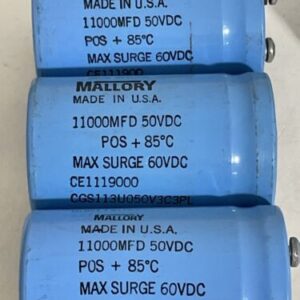 MADE IN U.S.A.
11000MFD 50VDC
POS + 85°C
MAX SURGE 60VDC
CE111900
MALLORY
MADE IN U.S.A.
11000MFD 50VDC
POS + 85°C
MAX SURGE 60VDC
CE1119000
CGS113U050V3C3PL
MALLORY
MADE IN U.S.A.
11000MFD 50VDC
POS + 85°C
MAX SURGE 60VDC